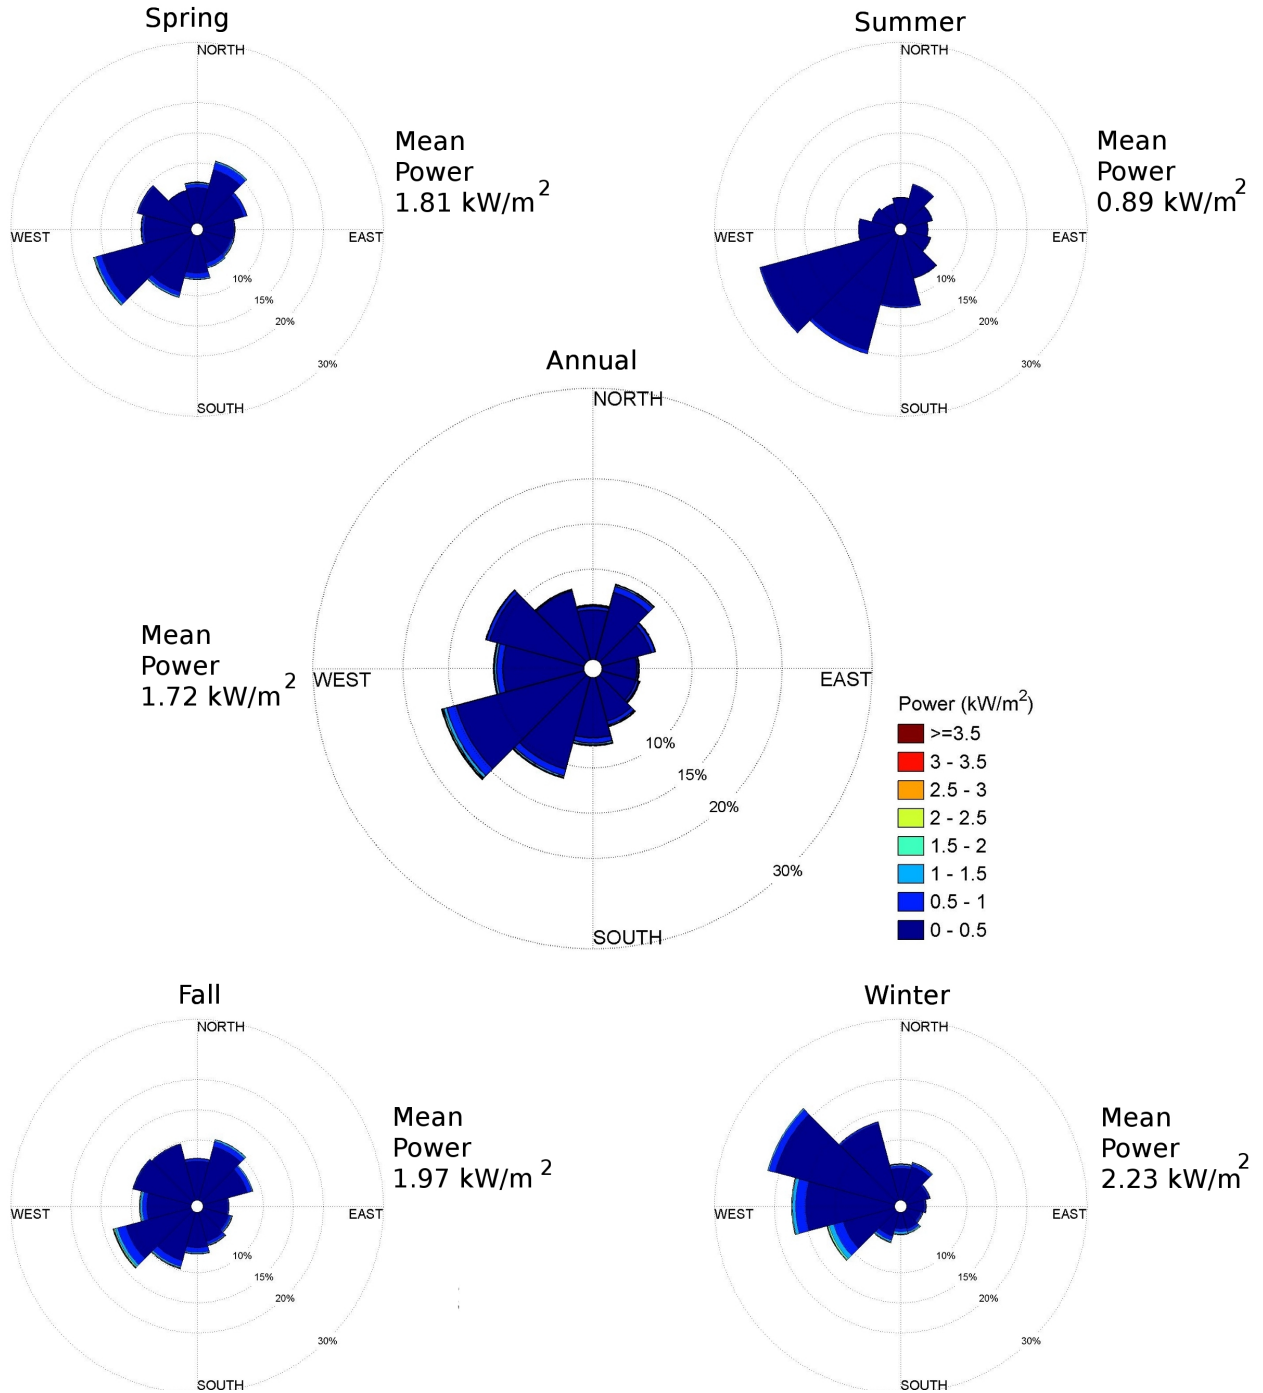 Spring
NORTH
WEST
EAST
10%
15%
20%
30%
SOUTH
Mean
Power
1.81 kW/m2
Summer
NORTH
WEST
EAST
10%
15%
20%
30%
SOUTH
Mean
Power
0.89 kW/m2
Annual
NORTH
WEST
EAST
10%
15%
20%
30%
SOUTH
Mean
Power
1.72 kW/m2
Power (kW/m2)
>=3.5
3 - 3.5
2.5 - 3
2 - 2.5
1.5 - 2
1 - 1.5
0.5 - 1
0 - 0.5
Fall
NORTH
WEST
EAST
10%
15%
20%
30%
SOUTH
Mean
Power
1.97 kW/m2
Winter
NORTH
WEST
EAST
10%
15%
20%
30%
SOUTH
Mean
Power
2.23 kW/m2